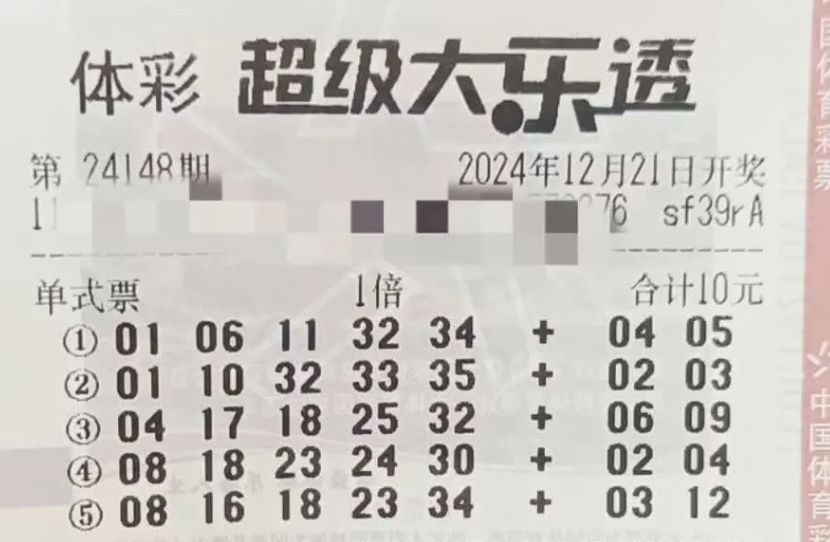 体彩 超级大乐透
第 24148期 2024年12月21日开奖
76 sf39rA
单式票 1倍 合计10元
① 01 06 11 32 34 + 04 05
② 01 10 32 33 35 + 02 03
③ 04 17 18 25 32 + 06 09
④ 08 18 23 24 30 + 02 04
⑤ 08 16 18 23 34 + 03 12
国体育彩票
中国体育彩